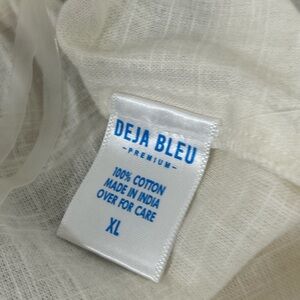 DEJA BLEU
-PREMIUM-
100% COTTON
MADE IN INDIA
OVER FOR CARE
XL